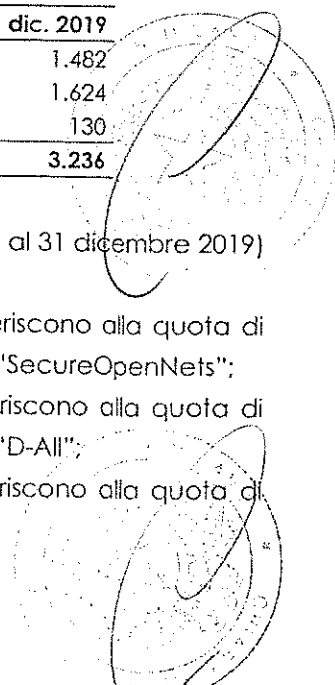 dic. 2019
1.482
1.624
130
3.236
al 31 dicembre 2019)
eriscono alla quota di
"SecureOpenNets";
riscono alla quota di
"D-All";
riscono alla quota di